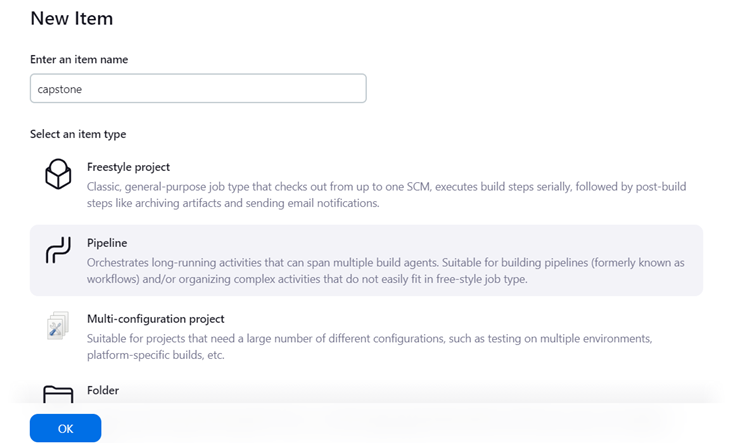 New Item
Enter an item name
capstone
Select an item type
Freestyle project
Classic, general-purpose job type that checks out from up to one SCM, executes build steps serially, followed by post-build
steps like archiving artifacts and sending email notifications.
Pipeline
Orchestrates long-running activities that can span multiple build agents. Suitable for building pipelines (formerly known as
workflows) and/or organizing complex activities that do not easily fit in free-style job type.
Multi-configuration project
Suitable for projects that need a large number of different configurations, such as testing on multiple environments,
platform-specific builds, etc.
Folder
OK